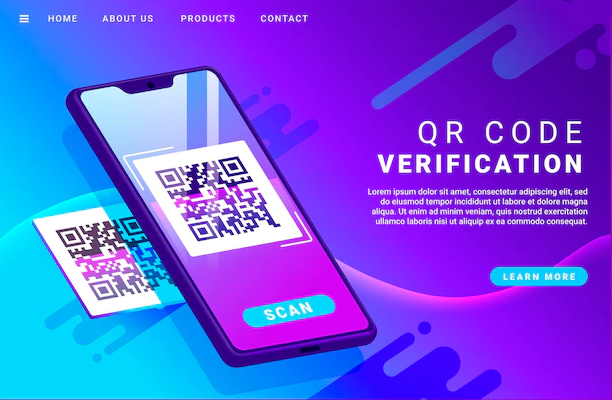 HOME ABOUT US PRODUCTS CONTACT
QR CODE
VERIFICATION
Lorem ipsum dolor sit amet, consectetur adipiscing elit, sed
do eiusmod tempor incididunt ut labore et dolore magna
aliqua. Ut enim ad minim veniam, quis nostrud exercitation
ullamco laboris nisi ut aliquip ex ea commodo consequat.
LEARN MORE
SCAN